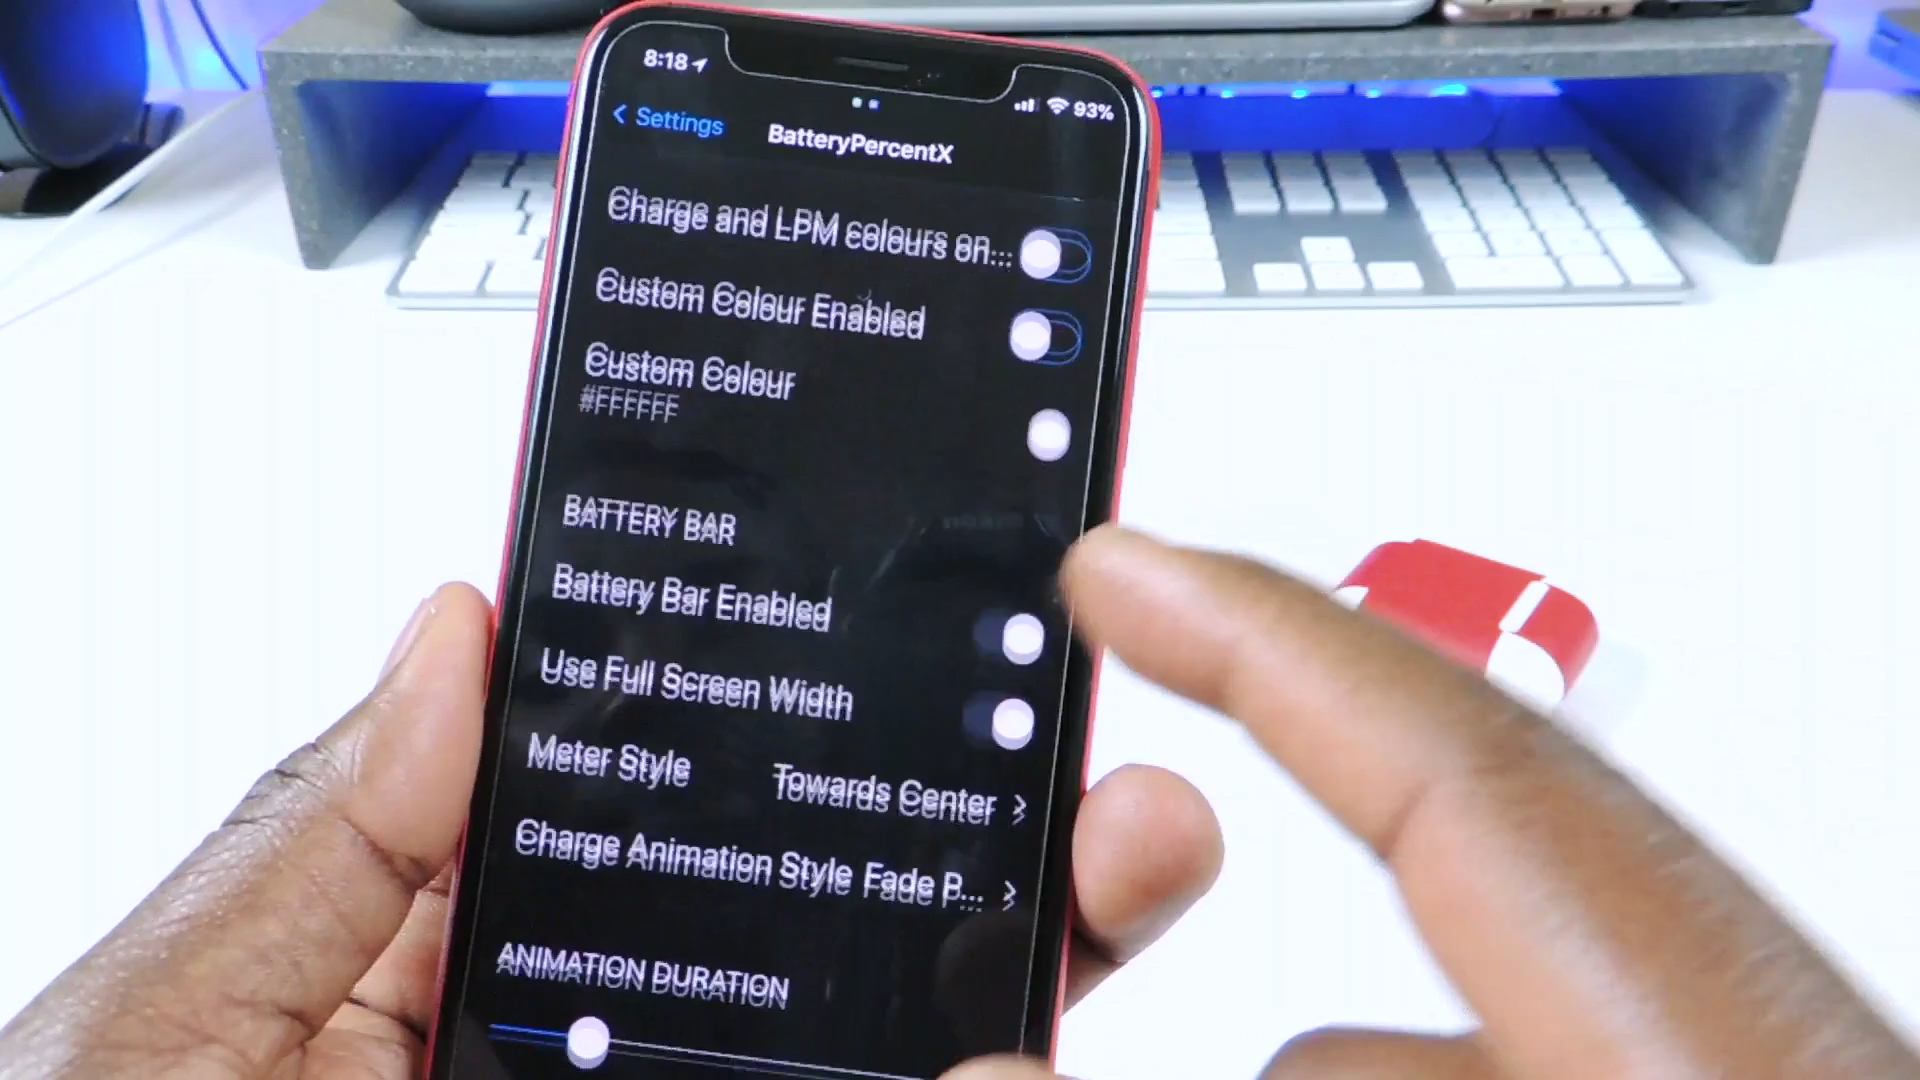 8:18
93%
Settings
BatteryPercentX
Charge and LPM colours on...
Custom Colour Enabled
Custom Colour
#FFFFFF
BATTERY BAR
Battery Bar Enabled
Use Full Screen Width
Meter Style Towards Center
Charge Animation Style Fade P...
ANIMATION DURATION